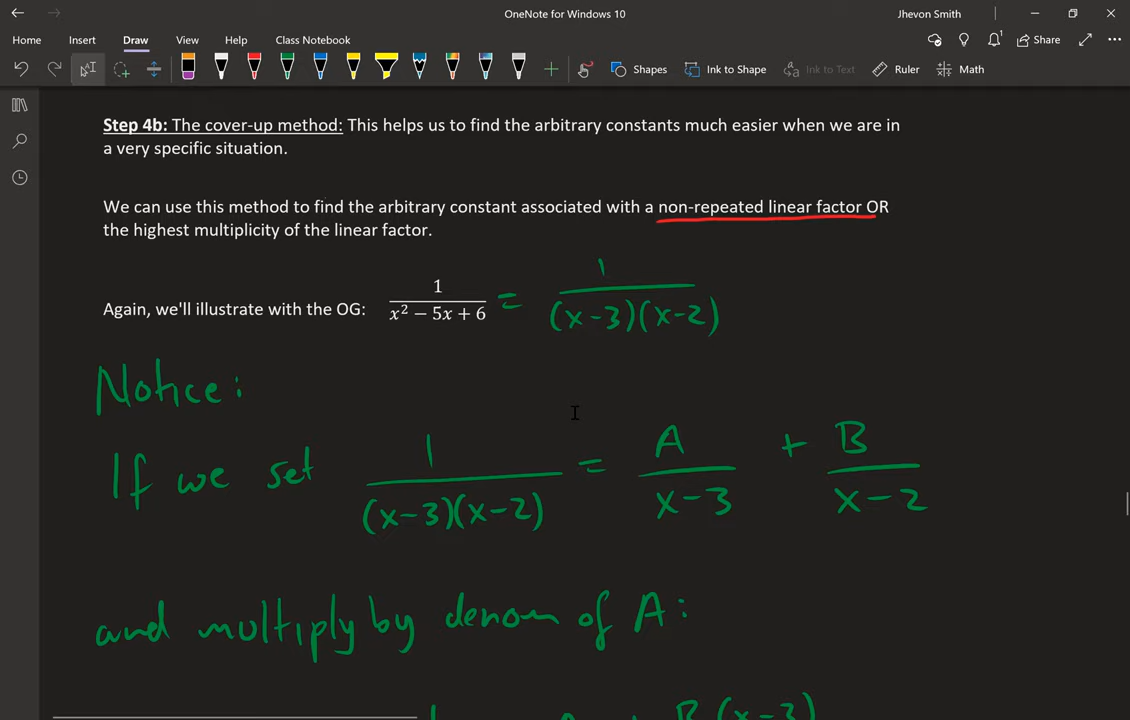 OneNote for Windows 10
Jhevon Smith
Home Insert Draw View Help Class Notebook
Share
Shapes Ink to Shape Ink to Text Ruler Math
Step 4b: The cover-up method: This helps us to find the arbitrary constants much easier when we are in
a very specific situation.
We can use this method to find the arbitrary constant associated with a non-repeated linear factor OR
the highest multiplicity of the linear factor.
Again, we'll illustrate with the OG: 1/(x² − 5x + 6) = 1/((x-3)(x-2))
Notice:
If we set 1/((x-3)(x-2)) = A/(x-3) + B/(x-2)
and multiply by denom of A:
B(x-3)